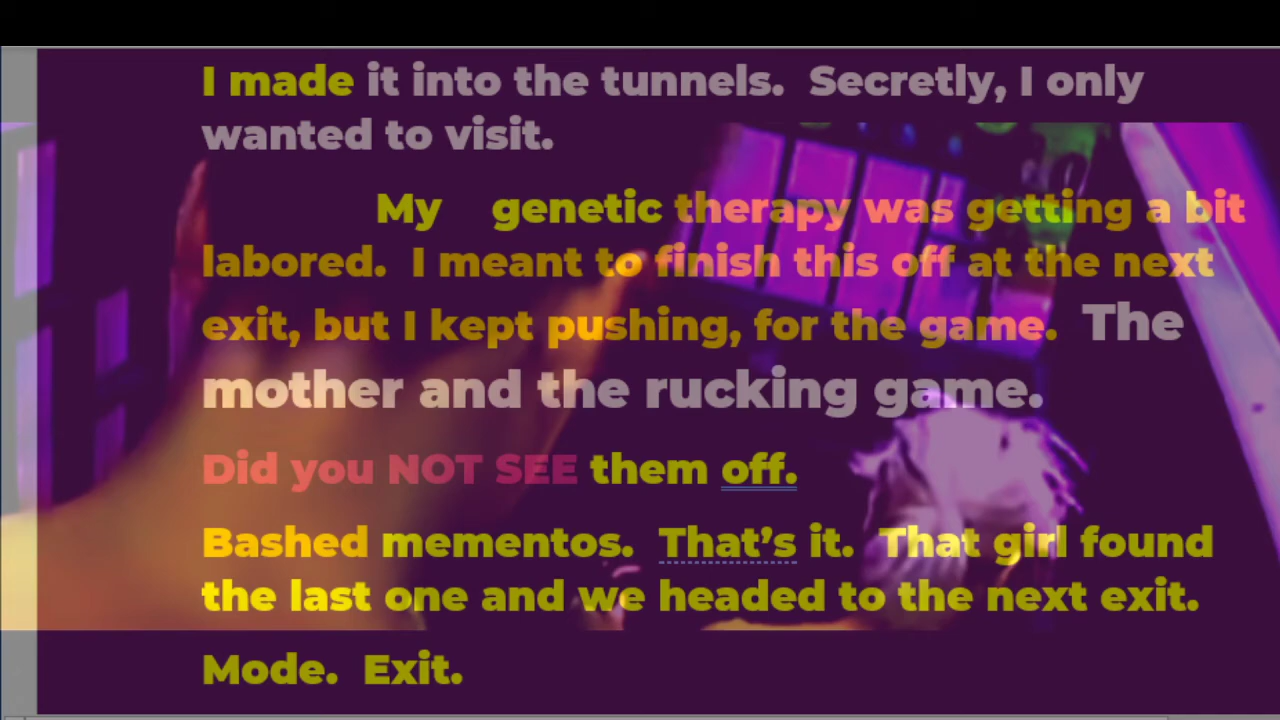 I made it into the tunnels.  Secretly, I only
wanted to visit.
My    genetic therapy was getting a bit
labored.  I meant to finish this off at the next
exit, but I kept pushing, for the game.  The
mother and the rucking game.
Did you NOT SEE them off.
Bashed mementos.  That’s it.  That girl found
the last one and we headed to the next exit.
Mode.  Exit.